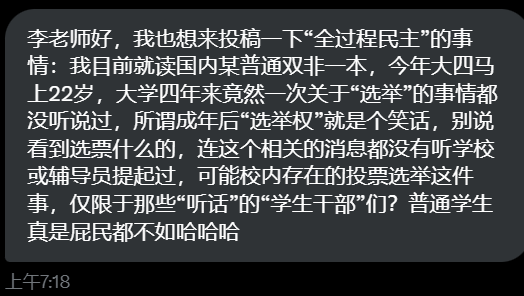 李老师好，我也想来投稿一下“全过程民主”的事
情：我目前就读国内某普通双非一本，今年大四马
上22岁，大学四年来竟然一次关于“选举”的事情都
没听说过，所谓成年后“选举权”就是个笑话，别说
看到选票什么的，连这个相关的消息都没有听学校
或辅导员提起过，可能校内存在的投票选举这件
事，仅限于那些“听话”的“学生干部”们？普通学生
真是屁民都不如哈哈哈
上午7:18